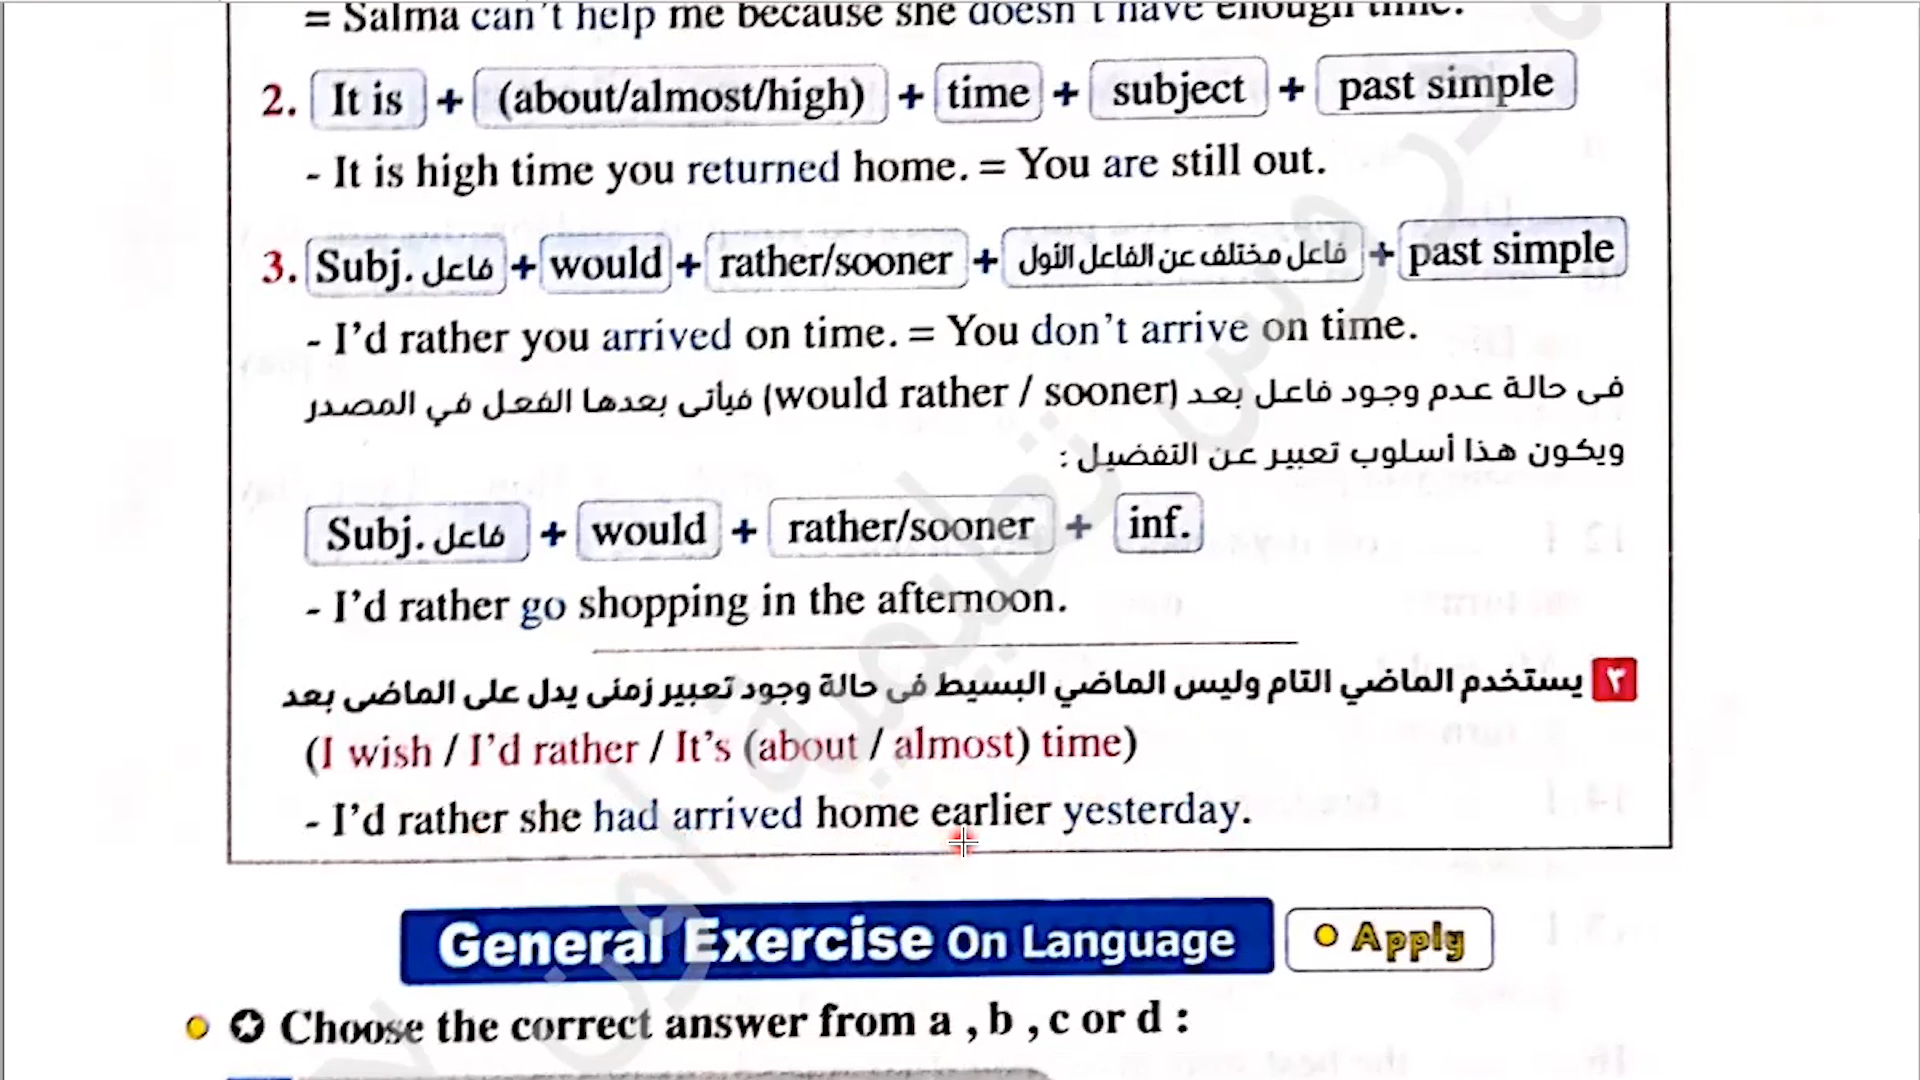 = Salma can't help me because she doesn't have enough time.
2. It is + (about/almost/high) + time + subject + past simple
- It is high time you returned home. = You are still out.
3. Subj. فاعل + would + rather/sooner + فاعل مختلف عن الفاعل الأول + past simple
- I'd rather you arrived on time. = You don't arrive on time.
فى حالة عدم وجود فاعل بعد (would rather / sooner) فيأتى بعدها الفعل في المصدر
ويكون هذا أسلوب تعبير عن التفضيل :
Subj. فاعل + would + rather/sooner + inf.
- I'd rather go shopping in the afternoon.
٣ يستخدم الماضي التام وليس الماضي البسيط فى حالة وجود تعبير زمنى يدل على الماضى بعد
(I wish / I'd rather / It's (about / almost) time)
- I'd rather she had arrived home earlier yesterday.
General Exercise On Language Apply
Choose the correct answer from a , b , c or d :